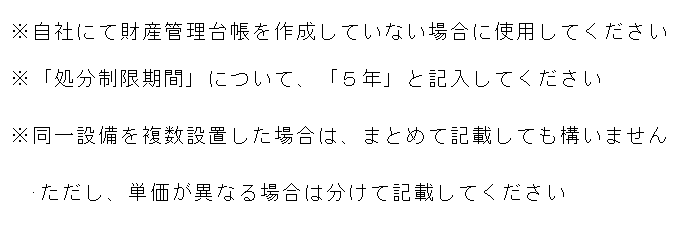 ※自社にて財産管理台帳を作成していない場合に使用してください
※「処分制限期間」について、「５年」と記入してください
※同一設備を複数設置した場合は、まとめて記載しても構いません
ただし、単価が異なる場合は分けて記載してください